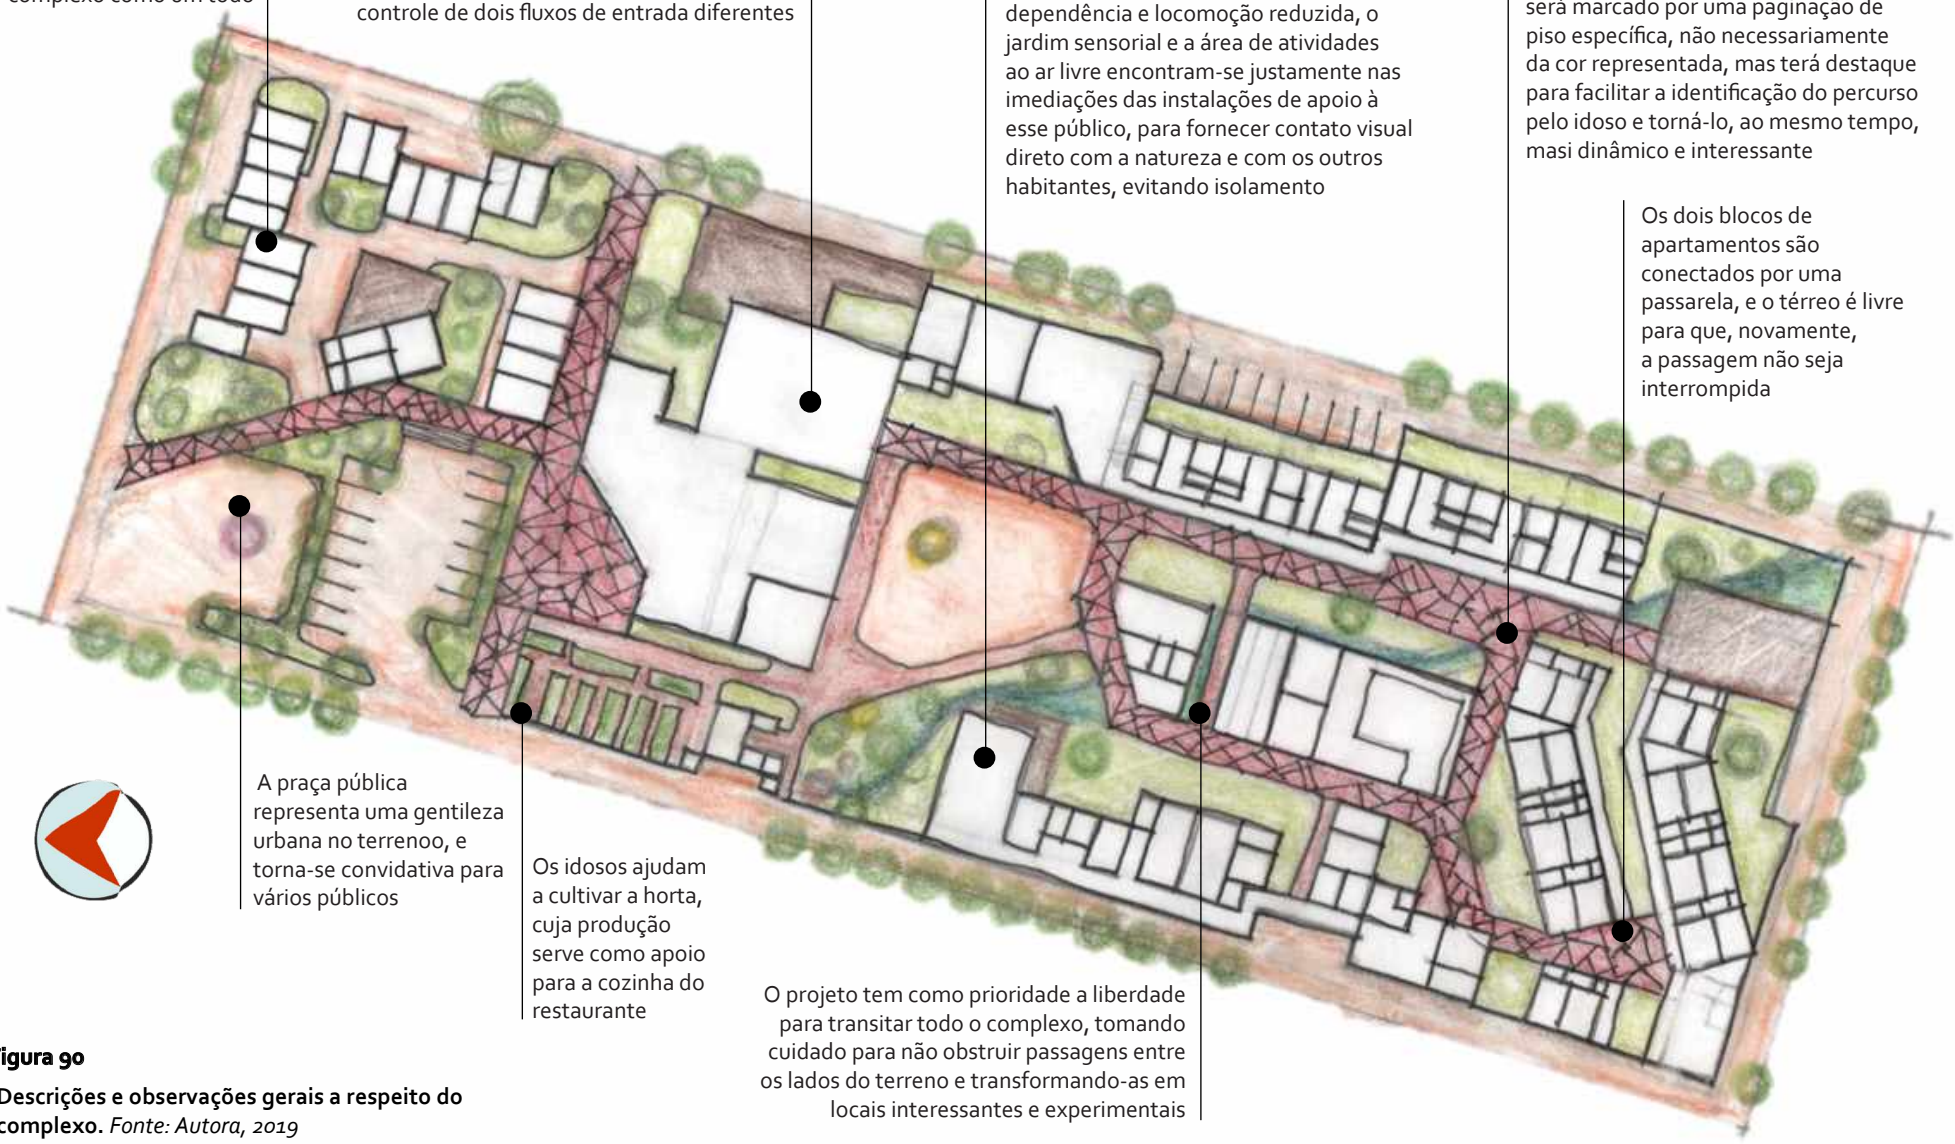 complexo como um todo
controle de dois fluxos de entrada diferentes
dependência e locomoção reduzida, o
jardim sensorial e a área de atividades
ao ar livre encontram-se justamente nas
imediações das instalações de apoio à
esse público, para fornecer contato visual
direto com a natureza e com os outros
habitantes, evitando isolamento
será marcado por uma paginação de
piso específica, não necessariamente
da cor representada, mas terá destaque
para facilitar a identificação do percurso
pelo idoso e torná-lo, ao mesmo tempo,
masi dinâmico e interessante
Os dois blocos de
apartamentos são
conectados por uma
passarela, e o térreo é livre
para que, novamente,
a passagem não seja
interrompida
A praça pública
representa uma gentileza
urbana no terrenoo, e
torna-se convidativa para
vários públicos
Os idosos ajudam
a cultivar a horta,
cuja produção
serve como apoio
para a cozinha do
restaurante
O projeto tem como prioridade a liberdade
para transitar todo o complexo, tomando
cuidado para não obstruir passagens entre
os lados do terreno e transformando-as em
locais interessantes e experimentais
igura 90
Descrições e observações gerais a respeito do
complexo. Fonte: Autora, 2019